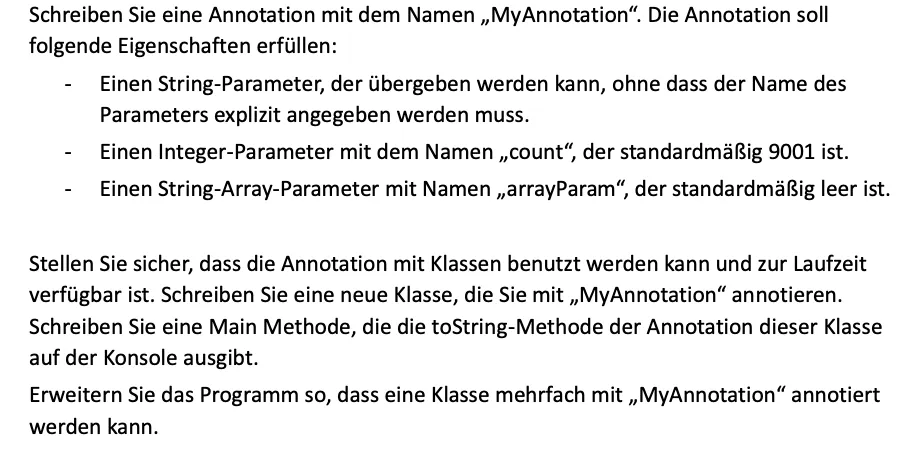 Schreiben Sie eine Annotation mit dem Namen „MyAnnotation“. Die Annotation soll
folgende Eigenschaften erfüllen:
- Einen String-Parameter, der übergeben werden kann, ohne dass der Name des
Parameters explizit angegeben werden muss.
- Einen Integer-Parameter mit dem Namen „count“, der standardmäßig 9001 ist.
- Einen String-Array-Parameter mit Namen „arrayParam“, der standardmäßig leer ist.
Stellen Sie sicher, dass die Annotation mit Klassen benutzt werden kann und zur Laufzeit
verfügbar ist. Schreiben Sie eine neue Klasse, die Sie mit „MyAnnotation“ annotieren.
Schreiben Sie eine Main Methode, die die toString-Methode der Annotation dieser Klasse
auf der Konsole ausgibt.
Erweitern Sie das Programm so, dass eine Klasse mehrfach mit „MyAnnotation“ annotiert
werden kann.